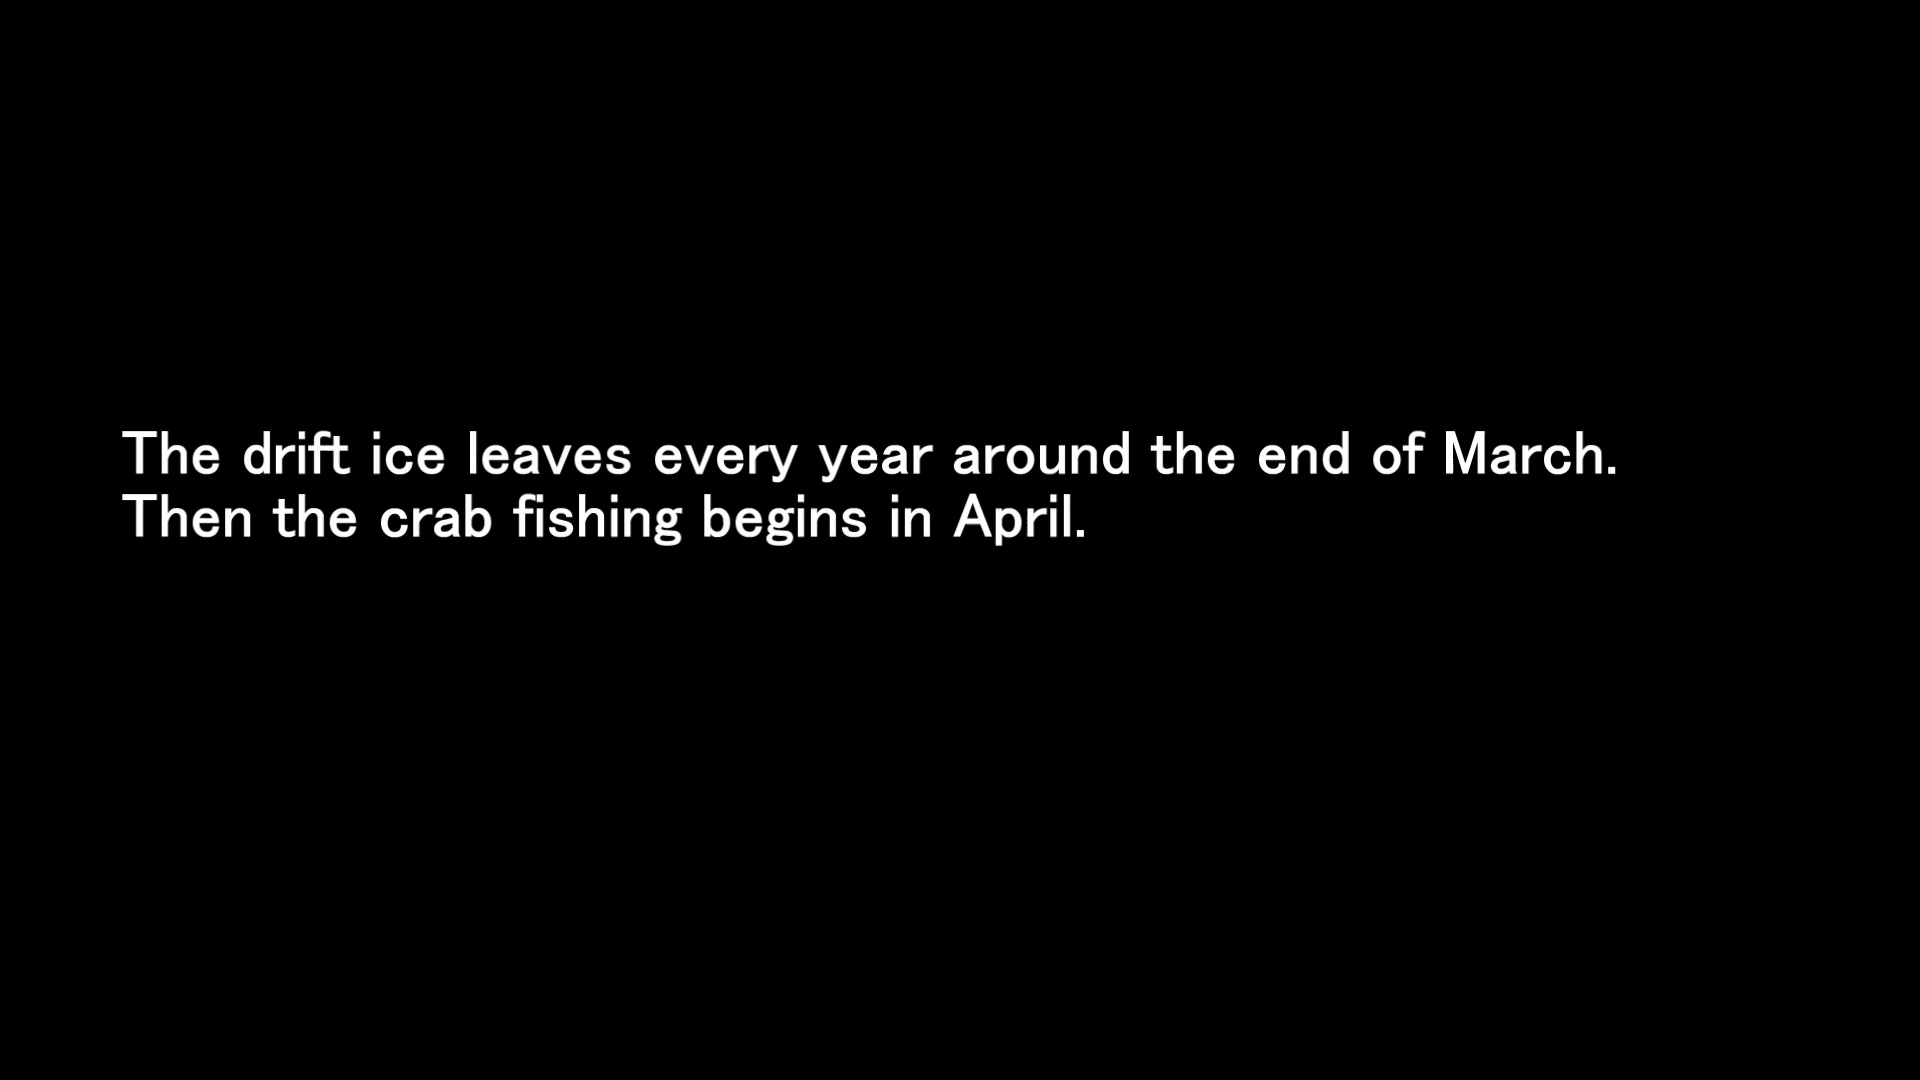 The drift ice leaves every year around the end of March.
Then the crab fishing begins in April.